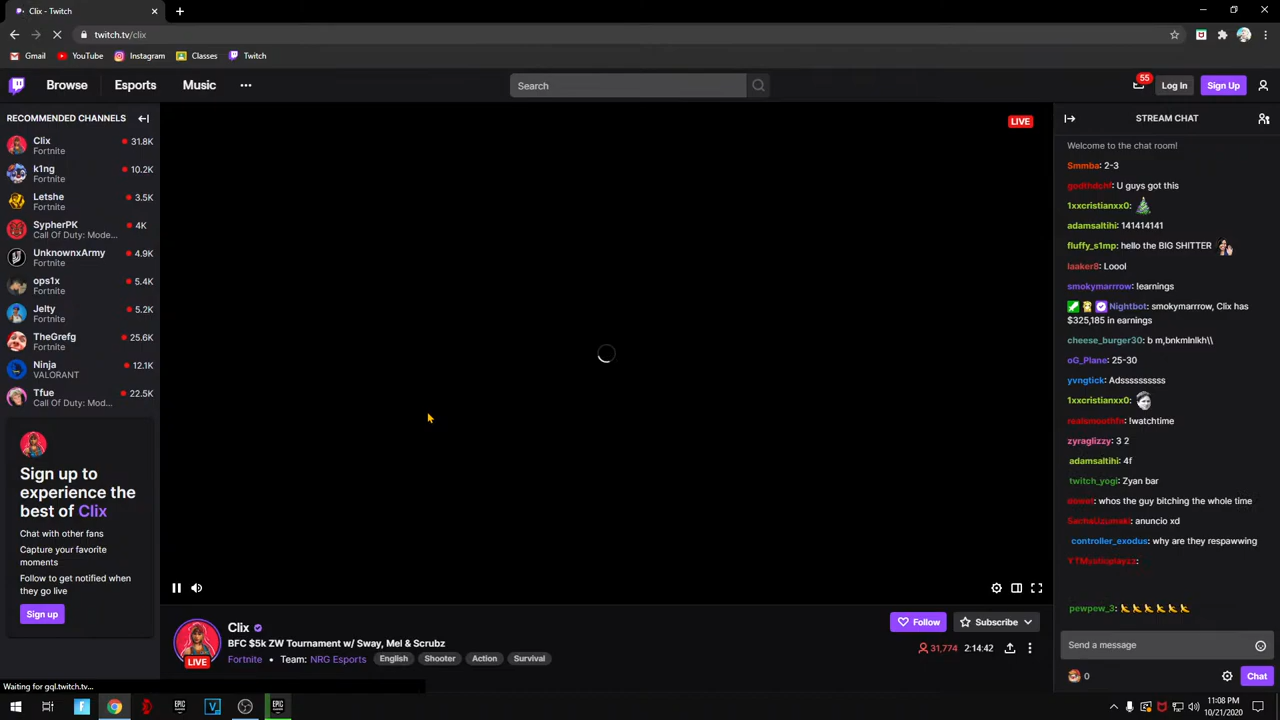 Clix - Twitch
twitch.tv/clix
Gmail
YouTube
Instagram
Classes
Twitch
Browse
Esports
Music
Search
55
Log In
Sign Up
RECOMMENDED CHANNELS
Clix
Fortnite
31.8K
k1ng
Fortnite
10.2K
Letshe
Fortnite
3.5K
SypherPK
Call Of Duty: Mode...
4K
UnknownxArmy
Fortnite
4.9K
ops1x
Fortnite
5.4K
Jelty
Fortnite
5.2K
TheGrefg
Fortnite
25.6K
Ninja
VALORANT
12.1K
Tfue
Call Of Duty: Mod...
22.5K
Sign up to
experience the
best of Clix
Chat with other fans
Capture your favorite
moments
Follow to get notified when
they go live
Sign up
LIVE
Clix
BFC $5k ZW Tournament w/ Sway, Mel & Scrubz
Fortnite • Team: NRG Esports English Shooter Action Survival
LIVE
Follow
Subscribe
31,774
2:14:42
STREAM CHAT
Welcome to the chat room!
Smmba: 2-3
U guys got this
1xxcristianxx0:
adamsaltihi: 141414141
fluffy_s1mp: hello the BIG SHITTER
laaker8: Loool
smokymarrrow: !earnings
Nightbot: smokymarrrow, Clix has
$325,185 in earnings
cheese_burger30: b m,bnkmlnlkh\\
oG_Plane: 25-30
yvngtick: Adssssssssss
1xxcristianxx0:
!watchtime
zyraglizzy: 3 2
adamsaltihi: 4f
twitch_yogi: Zyan bar
whos the guy bitching the whole time
anuncio xd
controller_exodus: why are they respawwing
pewpew_3:
Send a message
0
Chat
Waiting for gql.twitch.tv...
EPIC
EPIC
11:08 PM
10/21/2020